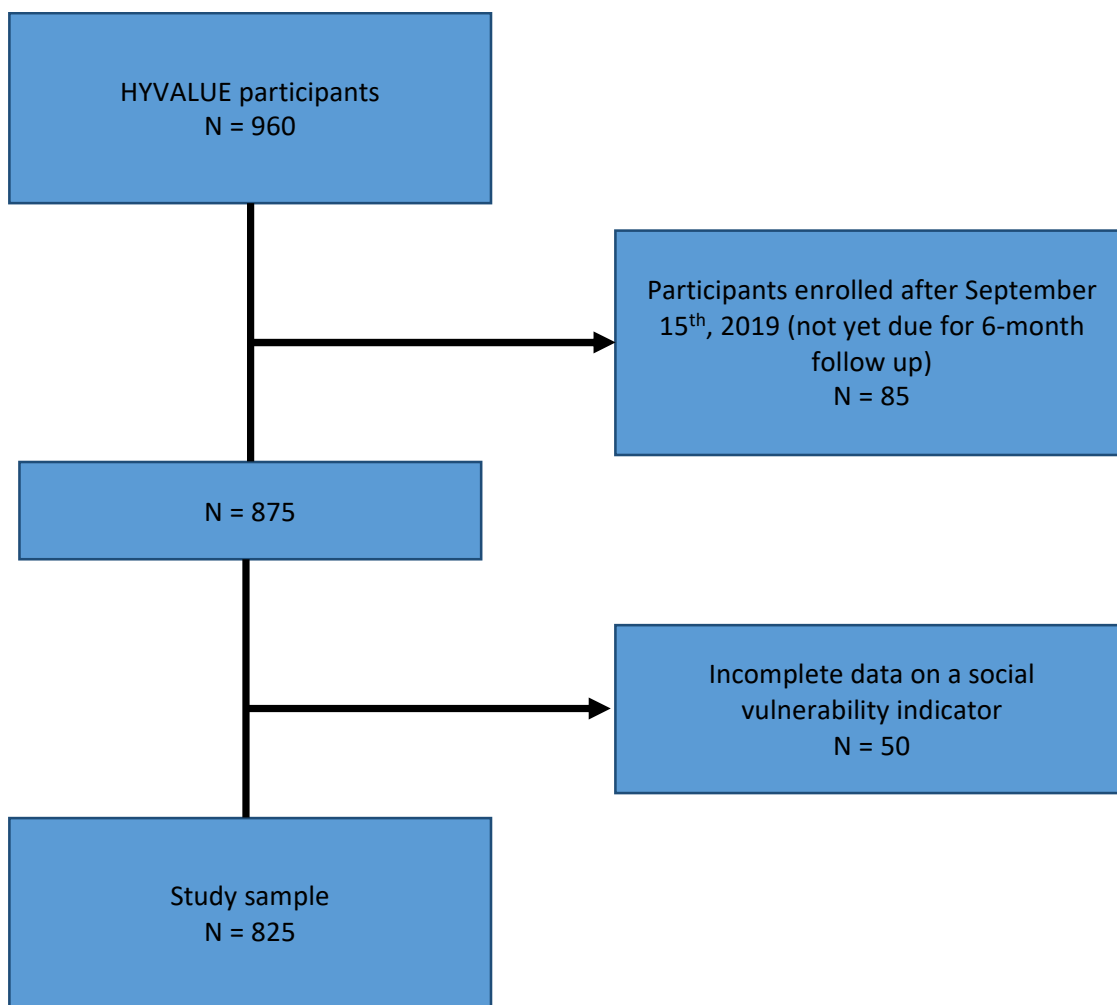 HYVALUE participants
N = 960
Participants enrolled after September
15th, 2019 (not yet due for 6-month
follow up)
N = 85
N = 875
Incomplete data on a social
vulnerability indicator
N = 50
Study sample
N = 825